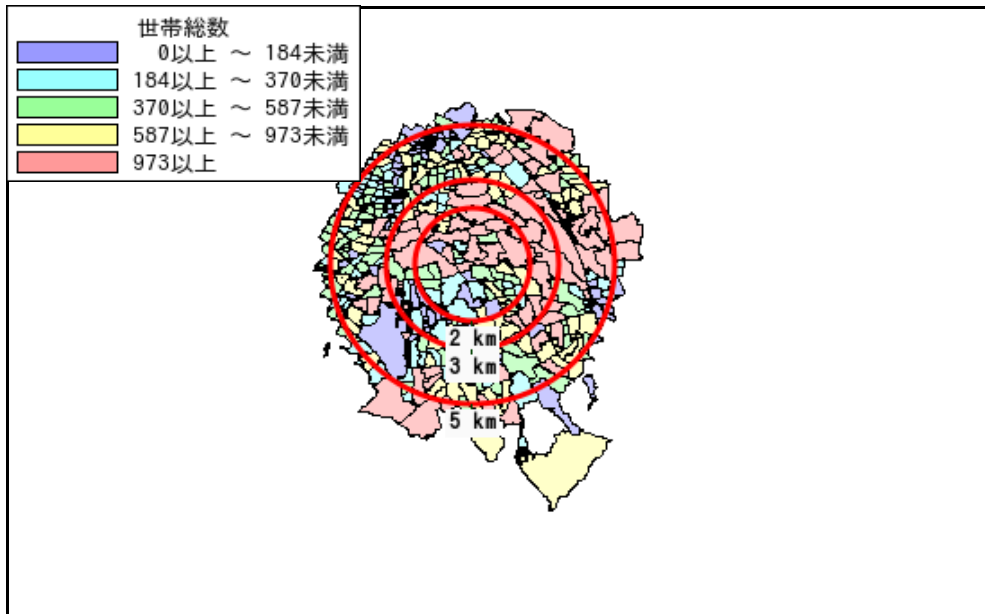 世帯総数
0以上 ～ 184未満
184以上 ～ 370未満
370以上 ～ 587未満
587以上 ～ 973未満
973以上
2 km
3 km
5 km